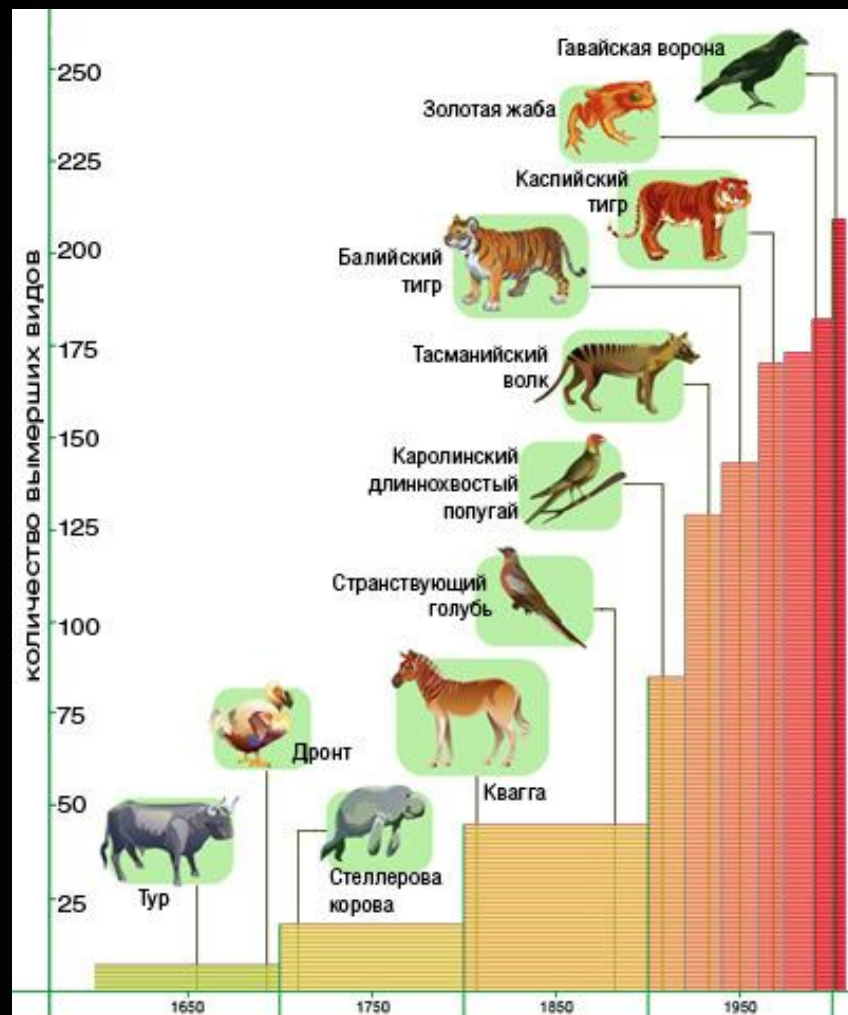 количество вымерших видов
250
225
200
175
150
125
100
75
50
25
Гавайская ворона
Золотая жаба
Каспийский
тигр
Балийский
тигр
Тасманийский
волк
Каролинский
длиннохвостый
попугай
Странствующий
голубь
Квагга
Дронт
Стеллерова
корова
Тур
1650
1750
1850
1950